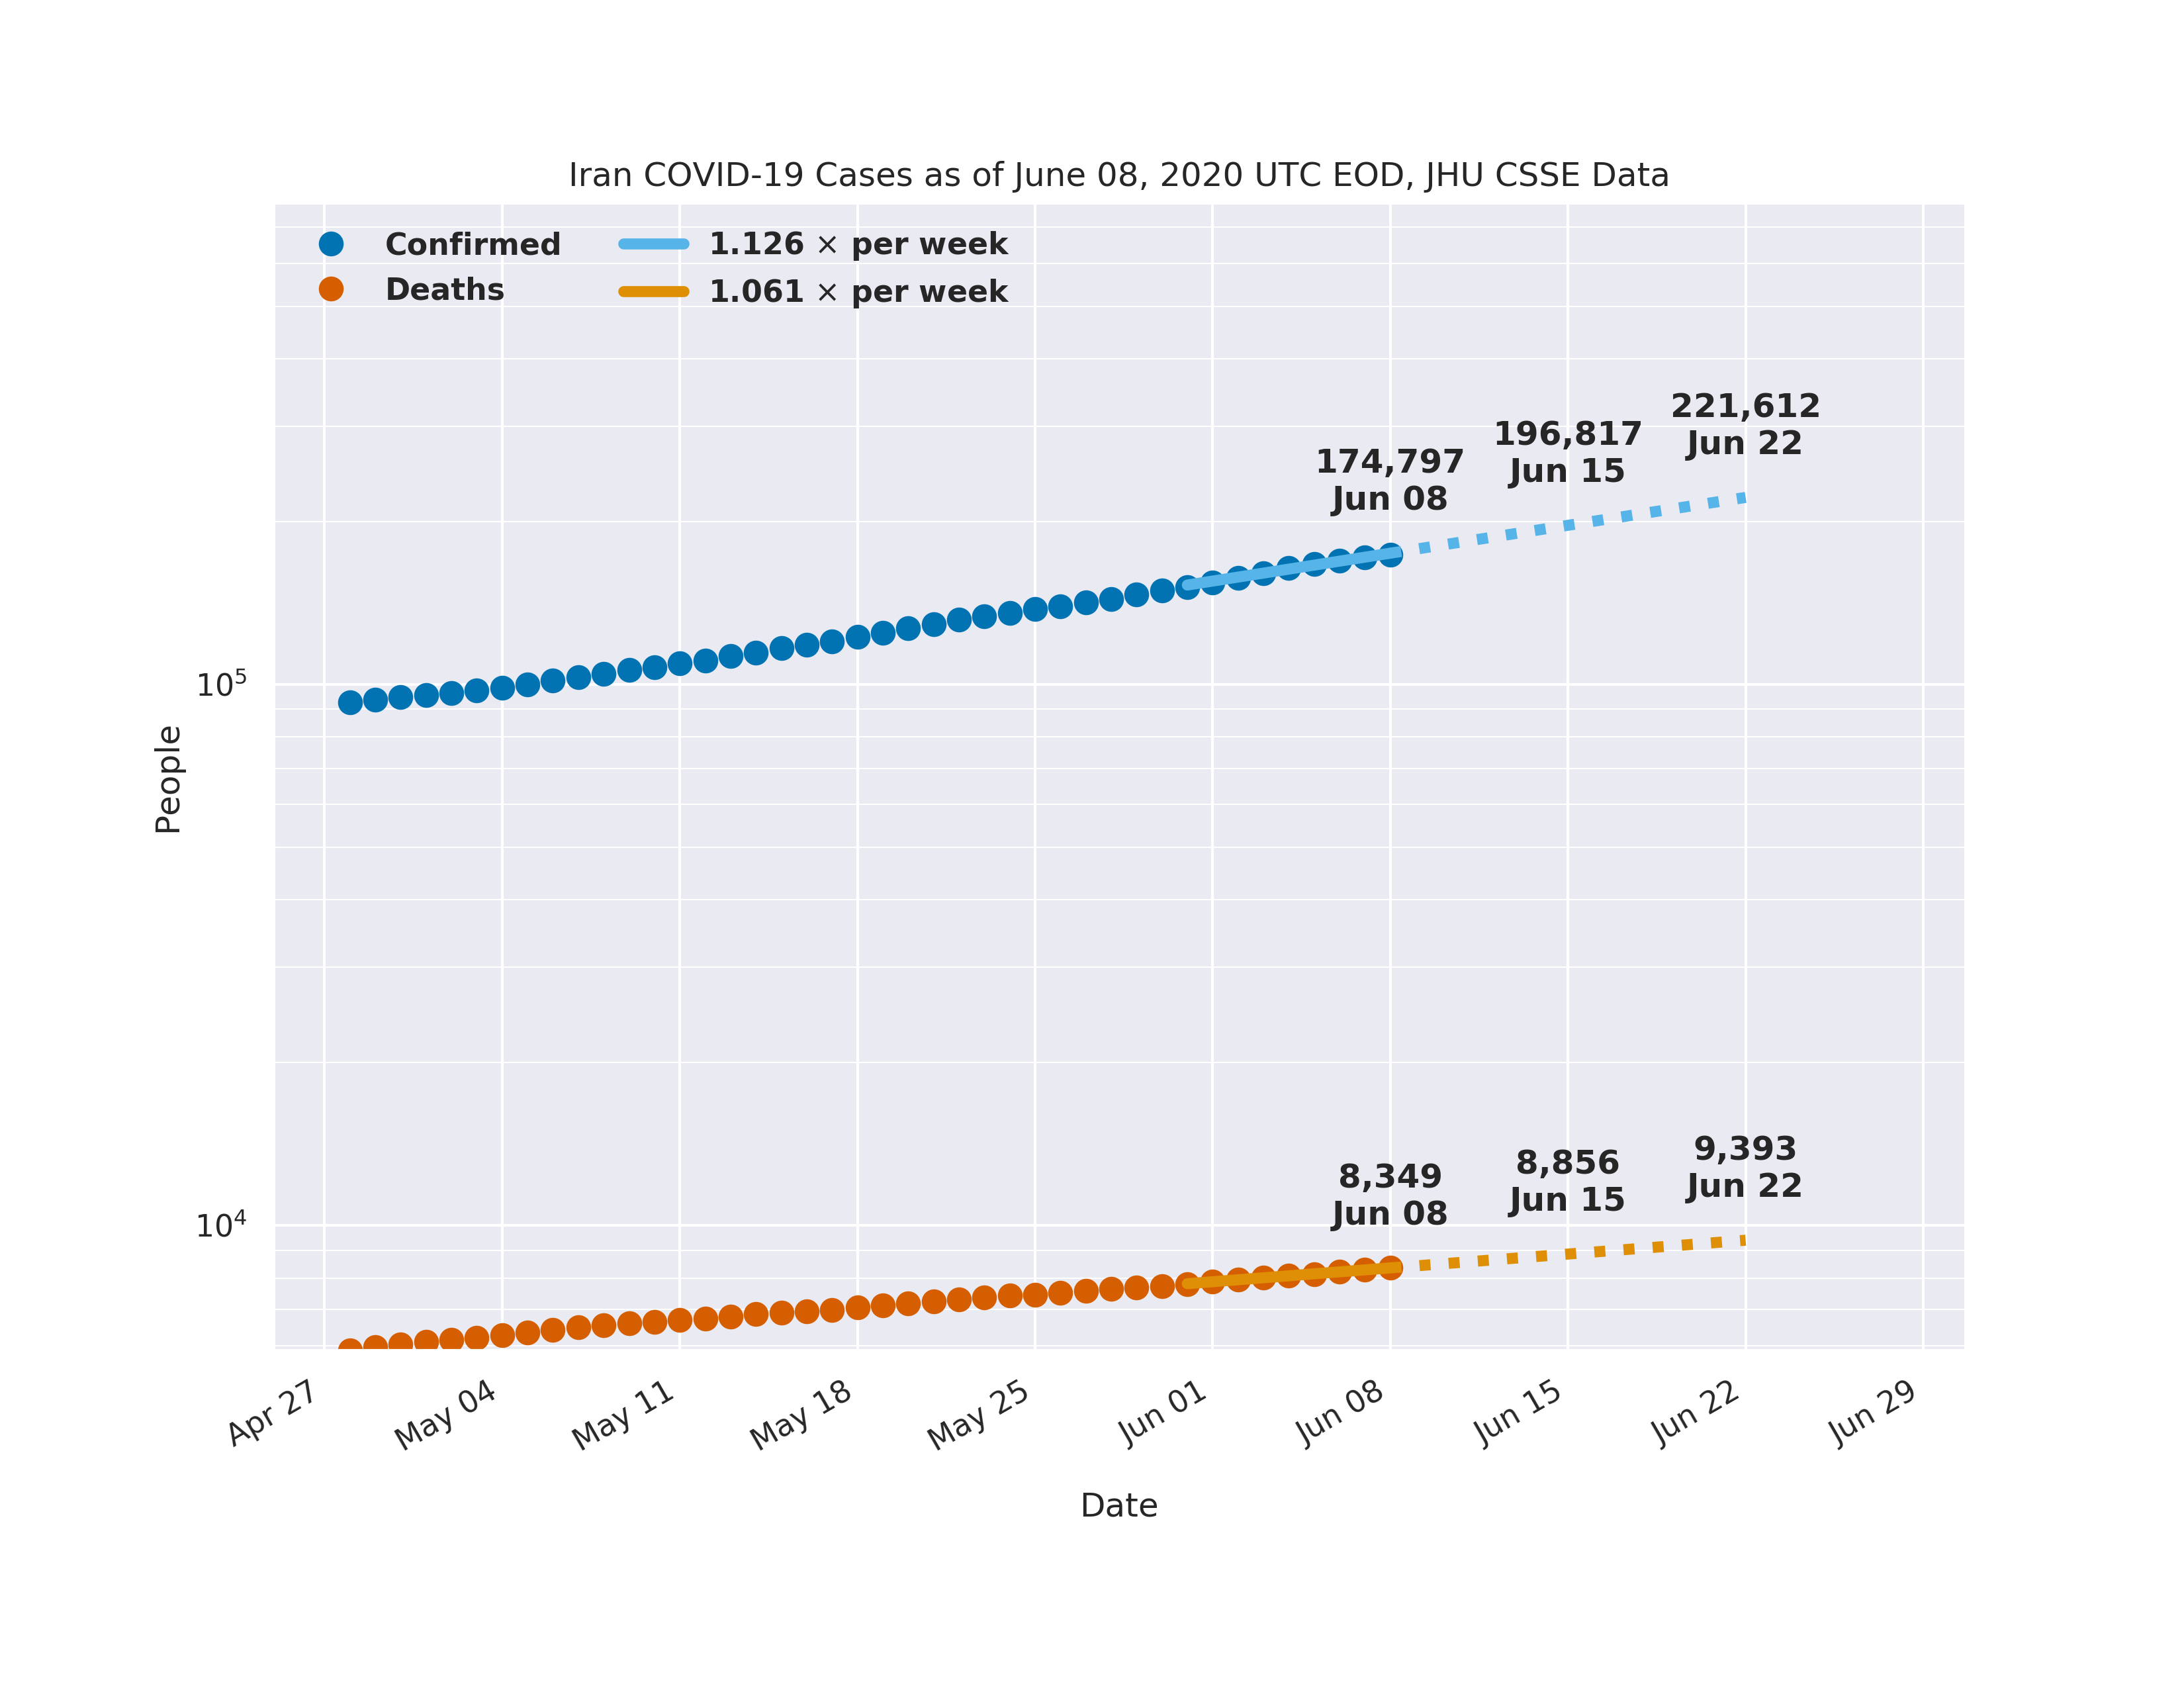 Iran COVID-19 Cases as of June 08, 2020 UTC EOD, JHU CSSE Data
Confirmed
Deaths
1.126 × per week
1.061 × per week
221,612
Jun 22
196,817
Jun 15
174,797
Jun 08
10⁵
People
9,393
Jun 22
8,856
Jun 15
8,349
Jun 08
10⁴
Apr 27
May 04
May 11
May 18
May 25
Jun 01
Jun 08
Jun 15
Jun 22
Jun 29
Date